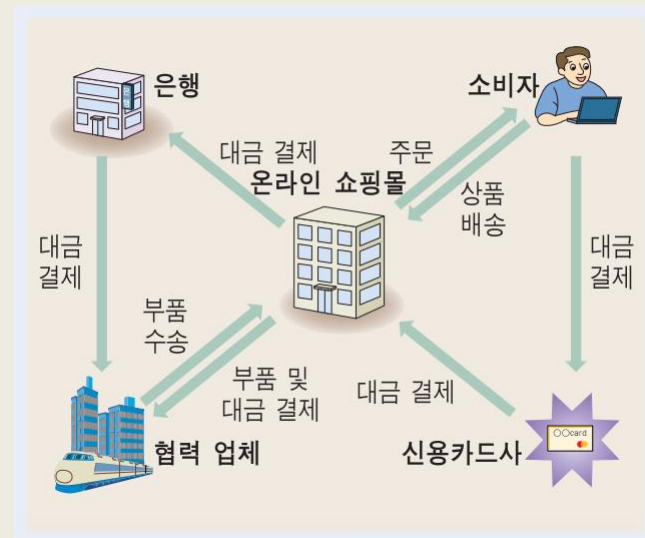 은행
소비자
대금 결제
주문
온라인 쇼핑몰
상품
배송
대금
결제
대금
결제
부품
수송
부품 및
대금 결제
대금 결제
협력 업체
신용카드사
○○card